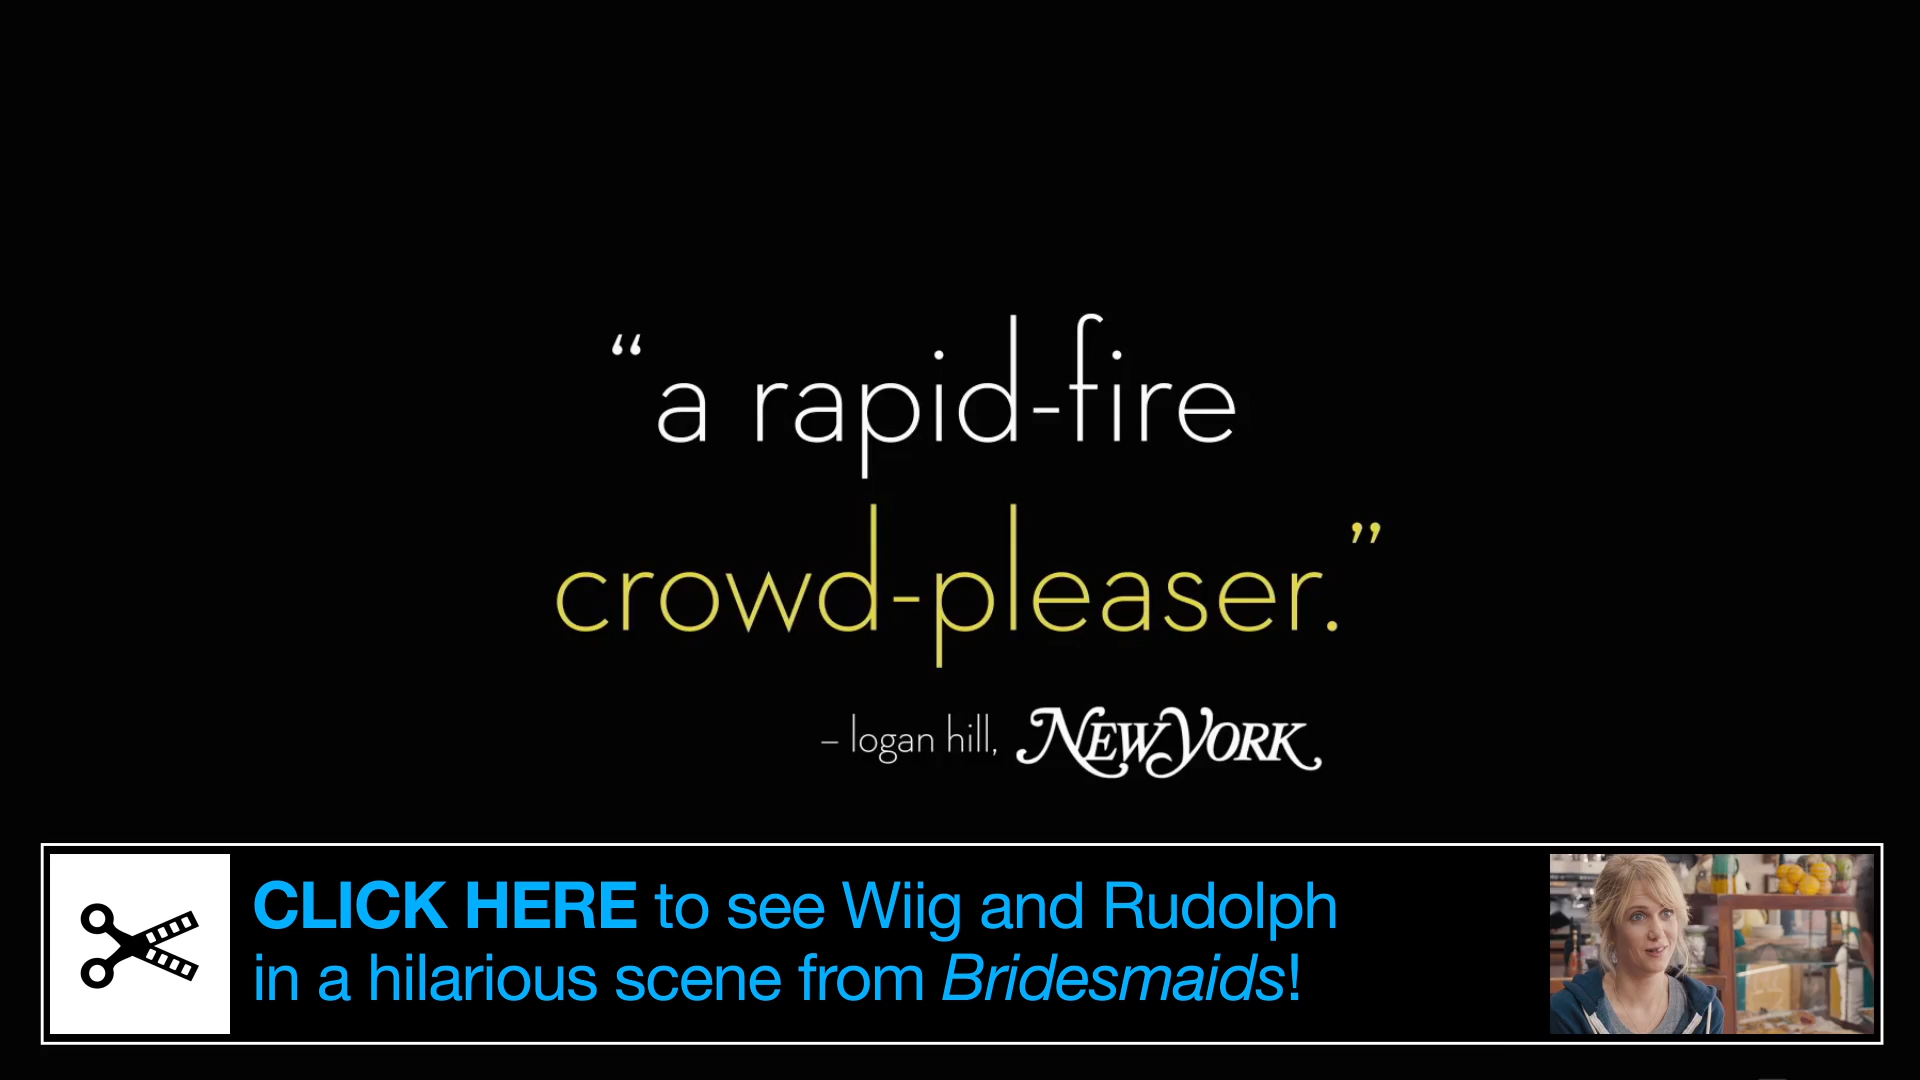 “a rapid-fire
crowd-pleaser.”
– logan hill, NEW YORK
CLICK HERE to see Wiig and Rudolph
in a hilarious scene from Bridesmaids!